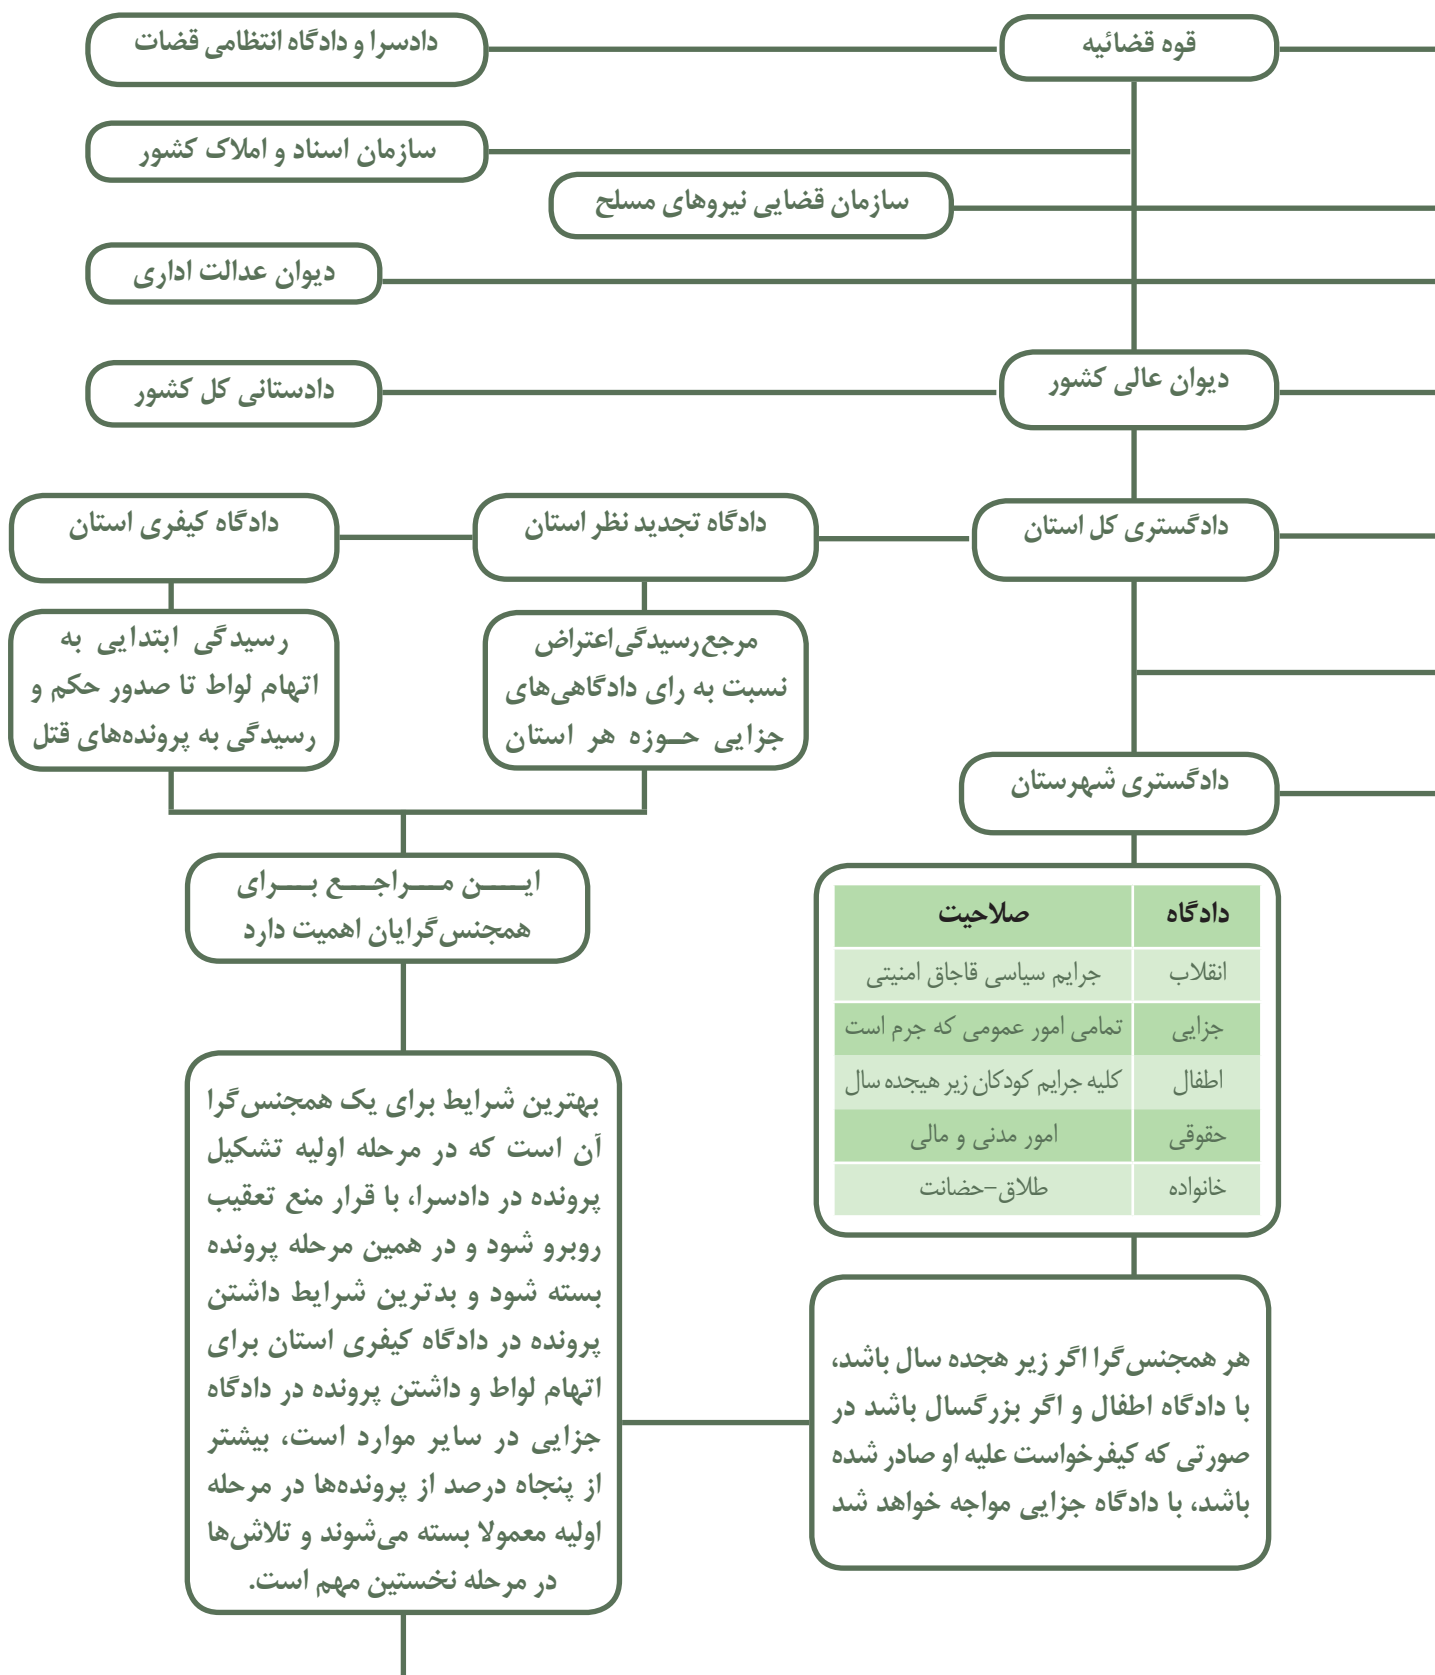 قوه قضائیه
دادسرا و دادگاه انتظامی قضات
سازمان اسناد و املاک کشور
سازمان قضایی نیروهای مسلح
دیوان عدالت اداری
دیوان عالی کشور
دادستانی کل کشور
دادگستری کل استان
دادگاه تجدید نظر استان
دادگاه کیفری استان
مرجع رسیدگی اعتراض
نسبت به رای دادگاهی‌های
جزایی حوزه هر استان
رسیدگی ابتدایی به
اتهام لواط تا صدور حکم و
رسیدگی به پرونده‌های قتل
دادگستری شهرستان
این مراجع برای
همجنس‌گرایان اهمیت دارد
دادگاه صلاحیت
انقلاب جرایم سیاسی قاجاق امنیتی
جزایی تمامی امور عمومی که جرم است
اطفال کلیه جرایم کودکان زیر هیجده سال
حقوقی امور مدنی و مالی
خانواده طلاق-حضانت
هر همجنس‌گرا اگر زیر هجده سال باشد،
با دادگاه اطفال و اگر بزرگسال باشد در
صورتی که کیفرخواست علیه او صادر شده
باشد، با دادگاه جزایی مواجه خواهد شد
بهترین شرایط برای یک همجنس‌گرا
آن است که در مرحله اولیه تشکیل
پرونده در دادسرا، با قرار منع تعقیب
روبرو شود و در همین مرحله پرونده
بسته شود و بدترین شرایط داشتن
پرونده در دادگاه کیفری استان برای
اتهام لواط و داشتن پرونده در دادگاه
جزایی در سایر موارد است، بیشتر
از پنجاه درصد از پرونده‌ها در مرحله
اولیه معمولا بسته می‌شوند و تلاش‌ها
در مرحله نخستین مهم است.